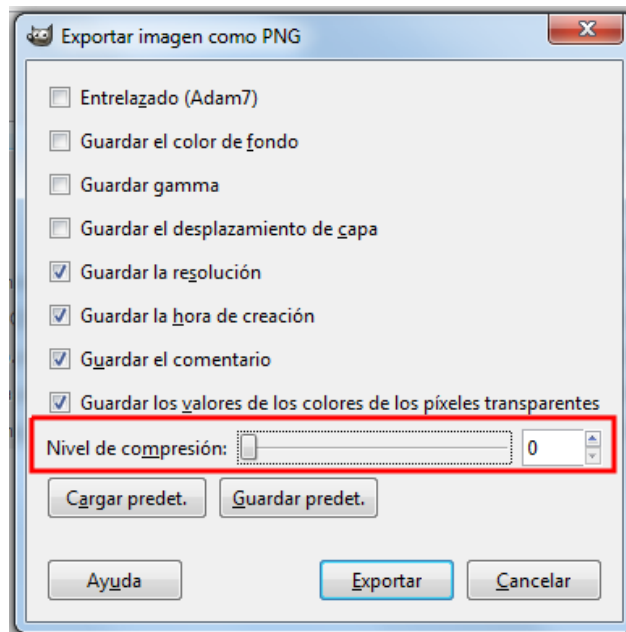 Exportar imagen como PNG
Entrelazado (Adam7)
Guardar el color de fondo
Guardar gamma
Guardar el desplazamiento de capa
Guardar la resolución
Guardar la hora de creación
Guardar el comentario
Guardar los valores de los colores de los píxeles transparentes
Nivel de compresión: 0
Cargar predet. Guardar predet.
Ayuda Exportar Cancelar